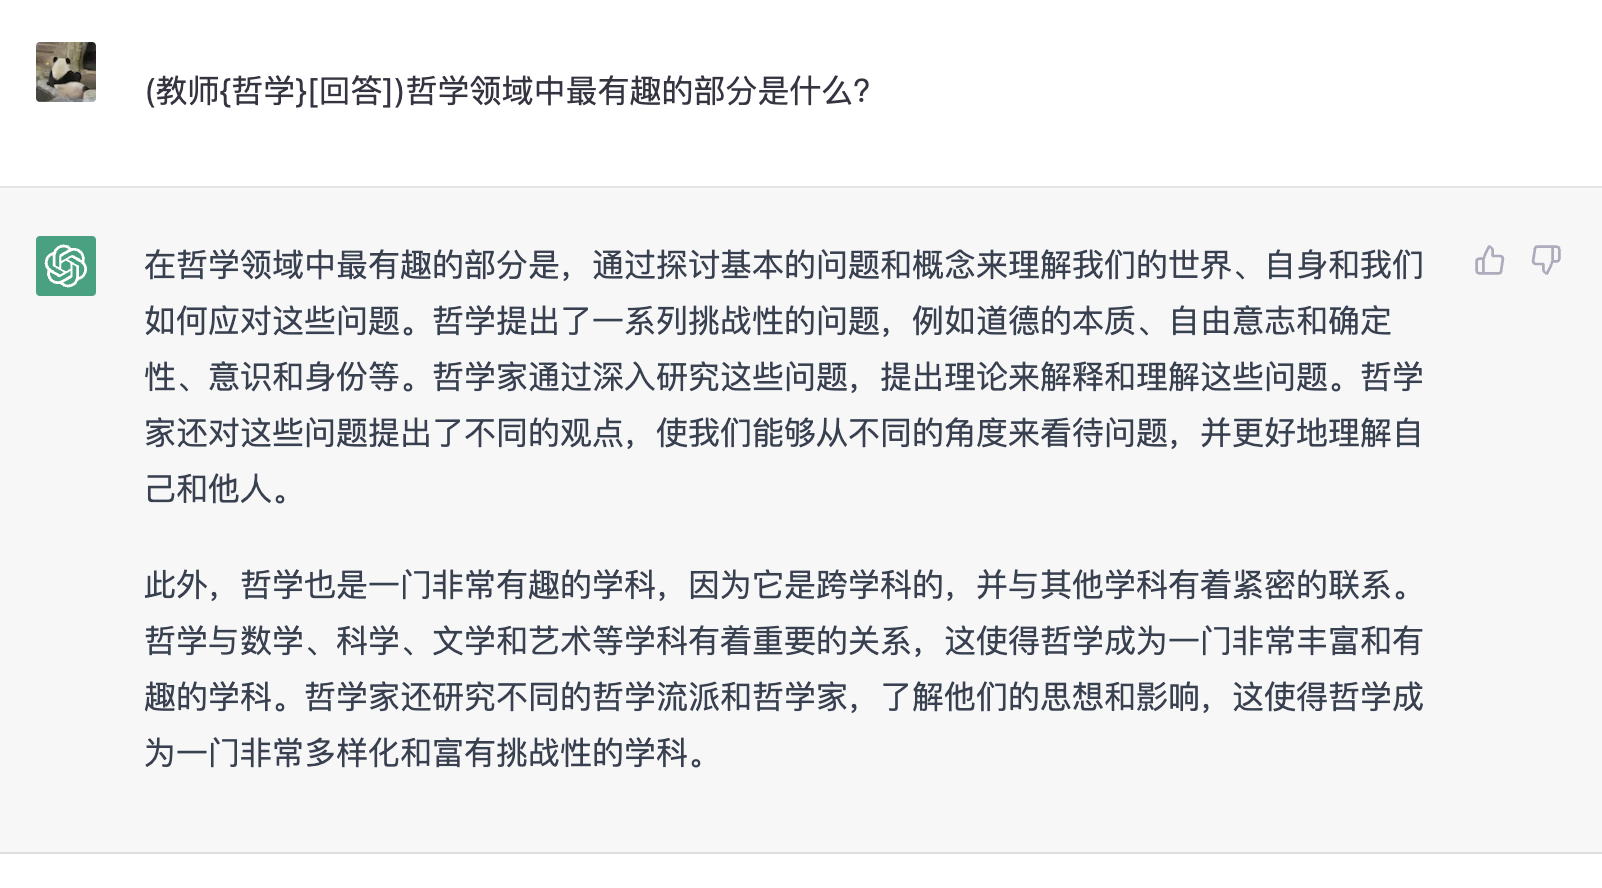 (教师{哲学}[回答])哲学领域中最有趣的部分是什么?
在哲学领域中最有趣的部分是，通过探讨基本的问题和概念来理解我们的世界、自身和我们
如何应对这些问题。哲学提出了一系列挑战性的问题，例如道德的本质、自由意志和确定
性、意识和身份等。哲学家通过深入研究这些问题，提出理论来解释和理解这些问题。哲学
家还对这些问题提出了不同的观点，使我们能够从不同的角度来看待问题，并更好地理解自
己和他人。
此外，哲学也是一门非常有趣的学科，因为它是跨学科的，并与其他学科有着紧密的联系。
哲学与数学、科学、文学和艺术等学科有着重要的关系，这使得哲学成为一门非常丰富和有
趣的学科。哲学家还研究不同的哲学流派和哲学家，了解他们的思想和影响，这使得哲学成
为一门非常多样化和富有挑战性的学科。